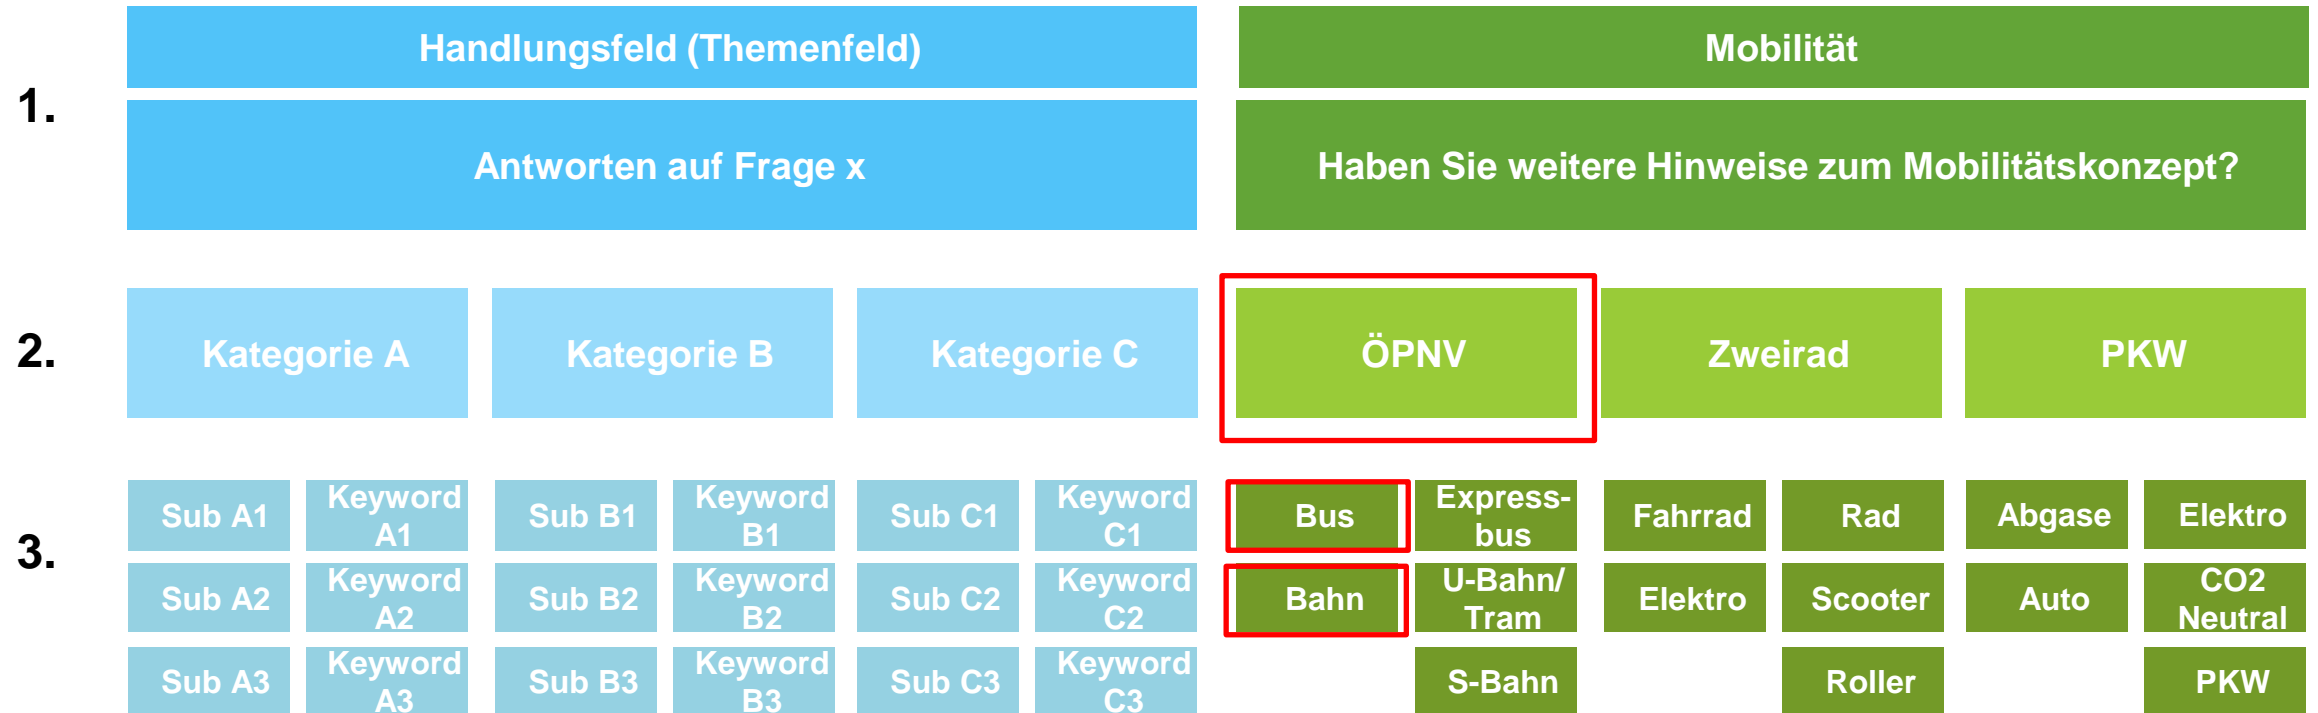 Handlungsfeld (Themenfeld)
Mobilität
1.
Antworten auf Frage x
Haben Sie weitere Hinweise zum Mobilitätskonzept?
2.
Kategorie A
Kategorie B
Kategorie C
ÖPNV
Zweirad
PKW
3.
Sub A1
Keyword
A1
Sub B1
Keyword
B1
Sub C1
Keyword
C1
Bus
Express-
bus
Fahrrad
Rad
Abgase
Elektro
Sub A2
Keyword
A2
Sub B2
Keyword
B2
Sub C2
Keyword
C2
Bahn
U-Bahn/
Tram
Elektro
Scooter
Auto
CO2
Neutral
Sub A3
Keyword
A3
Sub B3
Keyword
B3
Sub C3
Keyword
C3
S-Bahn
Roller
PKW